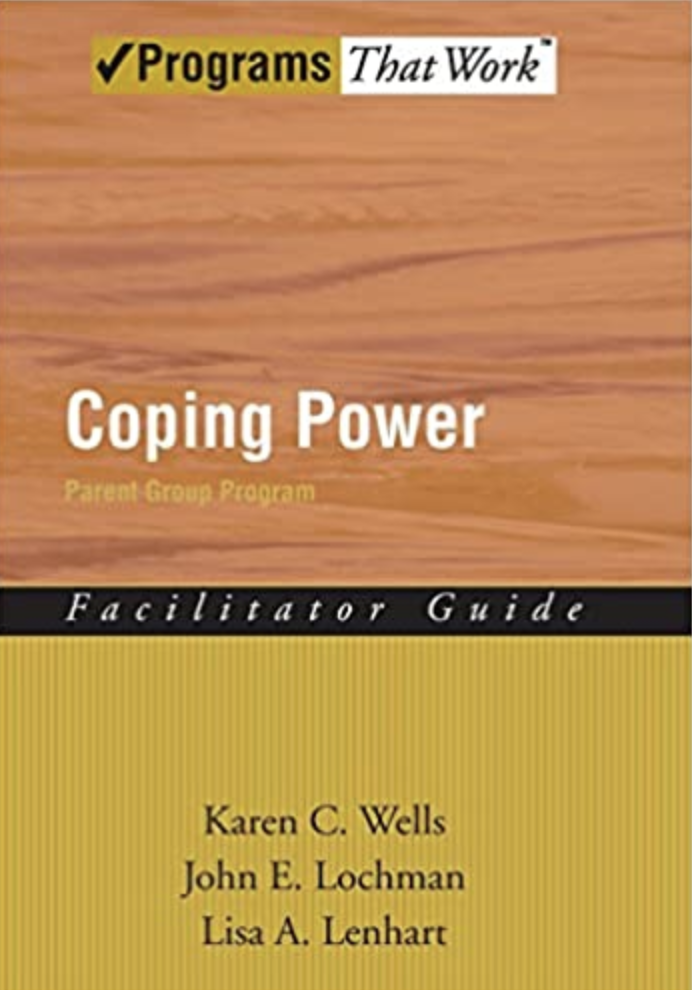 ✓Programs That Work™
Coping Power
Parent Group Program
Facilitator Guide
Karen C. Wells
John E. Lochman
Lisa A. Lenhart